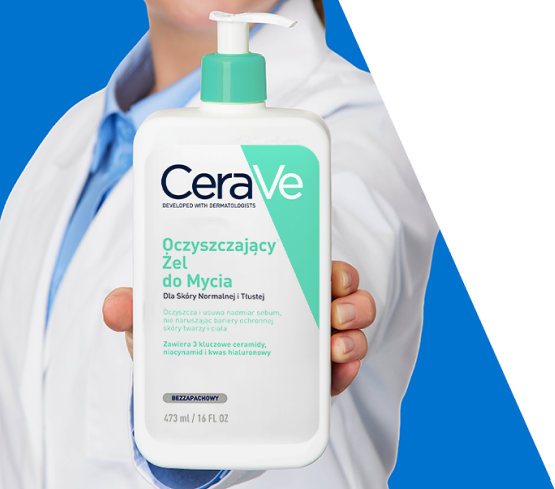 CeraVe
DEVELOPED WITH DERMATOLOGISTS
Oczyszczający
Żel
do Mycia
Dla Skóry Normalnej i Tłustej
Oczyszcza i usuwa nadmiar sebum,
nie naruszając bariery ochronnej
skóry twarzy i ciała
Zawiera 3 kluczowe ceramidy,
niacynamid i kwas hialuronowy
BEZZAPACHOWY
473 ml / 16 FL OZ